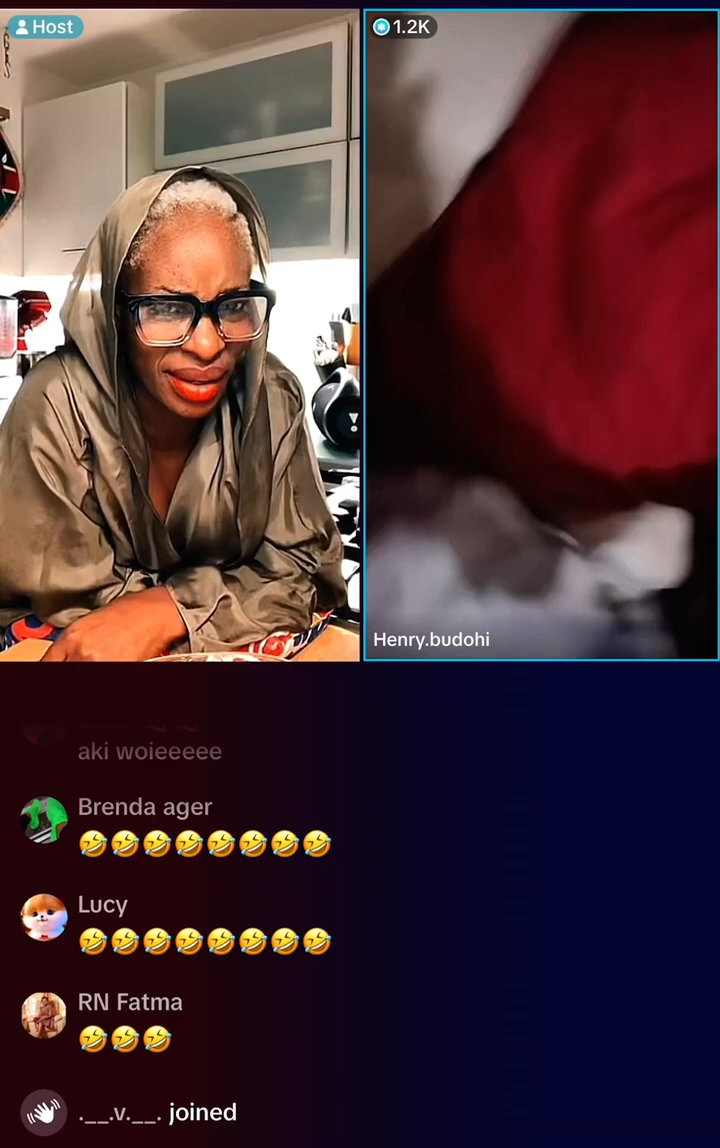 Host
1.2K
Henry.budohi
aki woieeeee
Brenda ager
🤣🤣🤣🤣🤣🤣🤣🤣
Lucy
🤣🤣🤣🤣🤣🤣🤣🤣
RN Fatma
🤣🤣🤣
.__.v.__. joined